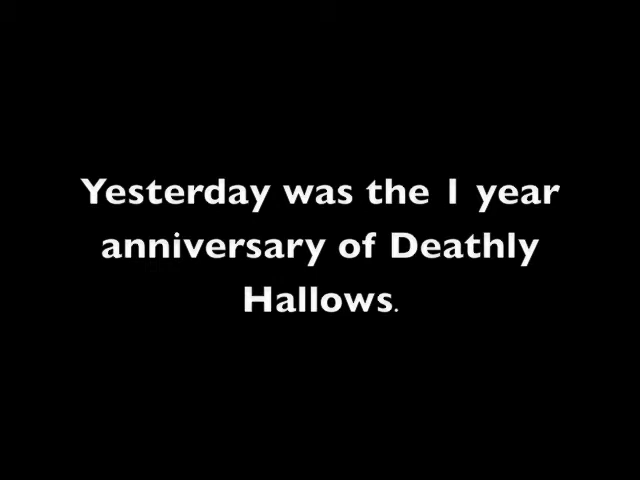 Yesterday was the 1 year
anniversary of Deathly
Hallows.